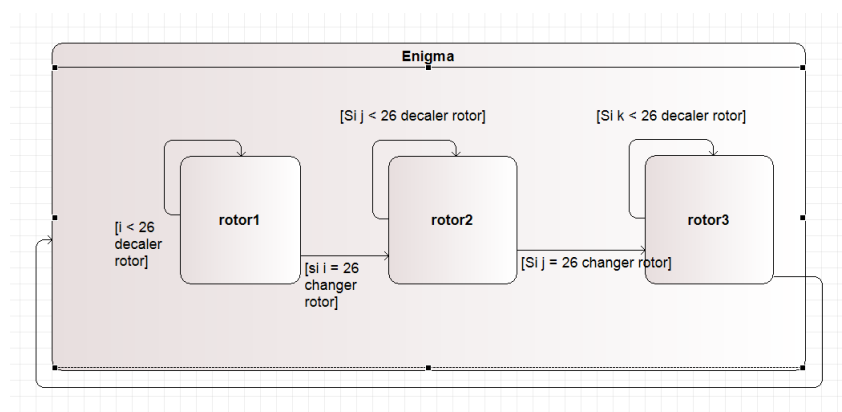 Enigma
[Si j < 26 decaler rotor]
[Si k < 26 decaler rotor]
rotor1
rotor2
rotor3
[i < 26
decaler
rotor]
[si i = 26
changer
rotor]
[Si j = 26 changer rotor]